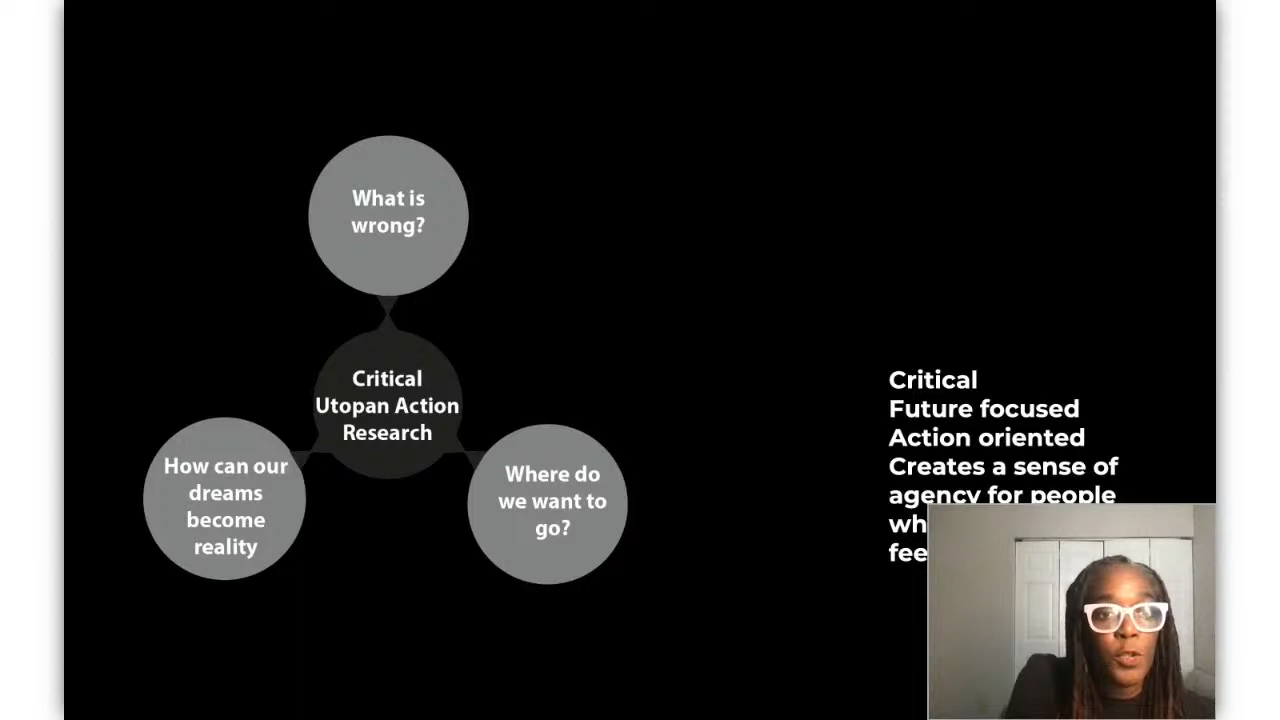 What is
wrong?
Critical
Utopan Action
Research
How can our
dreams
become
reality
Where do
we want to
go?
Critical
Future focused
Action oriented
Creates a sense of
agency for people